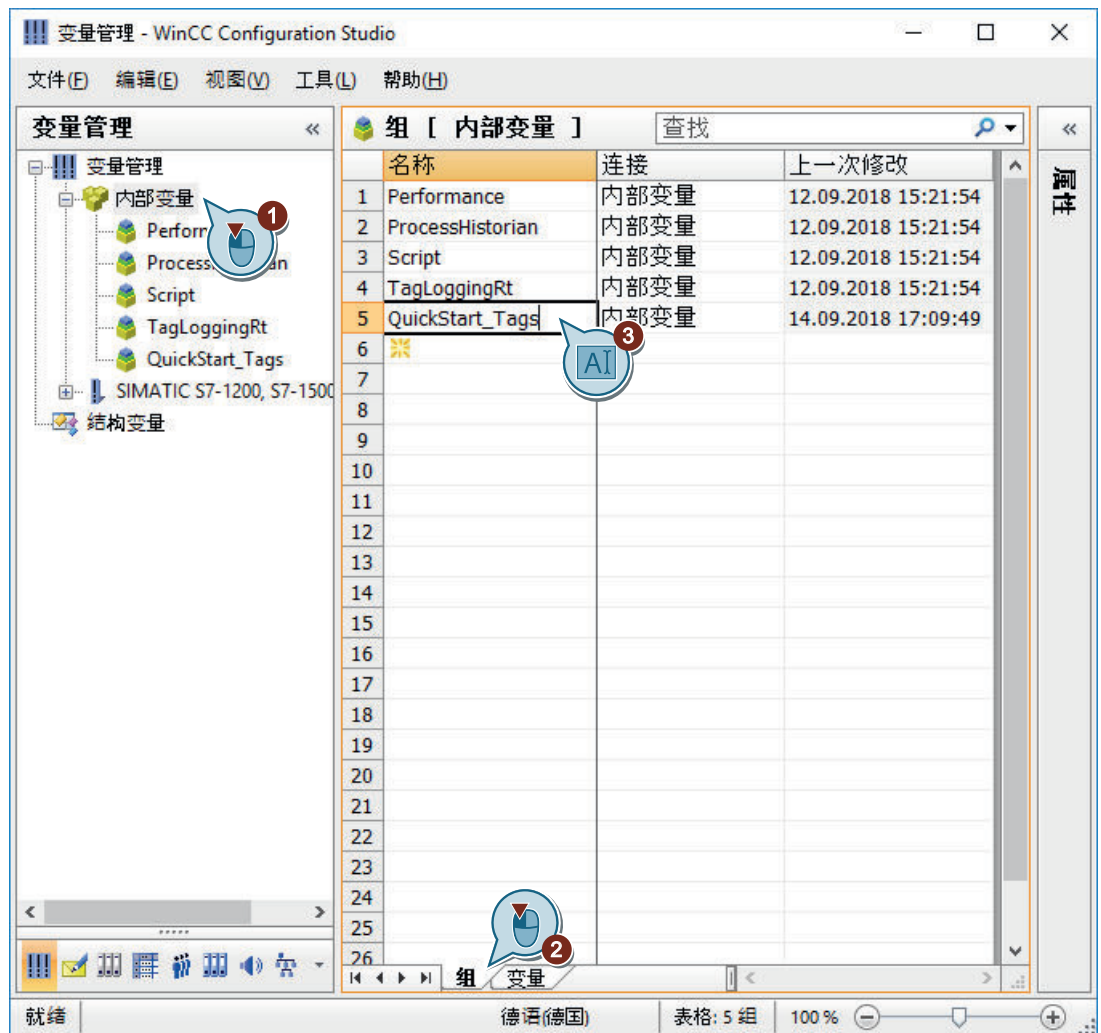 变量管理 - WinCC Configuration Studio
文件(F) 编辑(E) 视图(V) 工具(L) 帮助(H)
变量管理 «
变量管理
内部变量
1
Perform
Process an
Script
TagLoggingRt
QuickStart_Tags
SIMATIC S7-1200, S7-1500
结构变量
组 [ 内部变量 ] 查找
名称 连接 上一次修改
1 Performance 内部变量 12.09.2018 15:21:54
2 ProcessHistorian 内部变量 12.09.2018 15:21:54
3 Script 内部变量 12.09.2018 15:21:54
4 TagLoggingRt 内部变量 12.09.2018 15:21:54
5 QuickStart_Tags 内部变量 14.09.2018 17:09:49
3
AI
6
7
8
9
10
11
12
13
14
15
16
17
18
19
20
21
22
23
24
25
26
2
组 变量
« 属性
就绪 德语(德国) 表格: 5 组 100 %